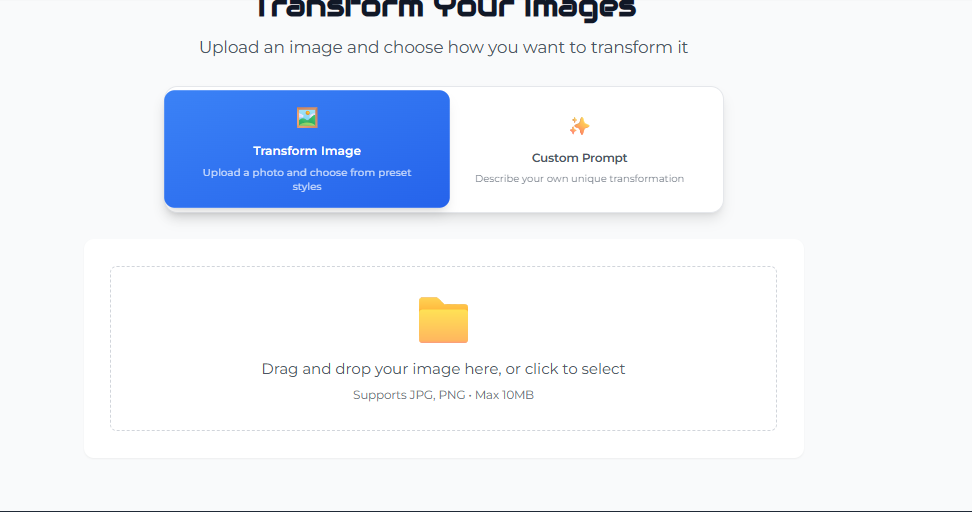 Transform Your Images
Upload an image and choose how you want to transform it
Transform Image
Upload a photo and choose from preset
styles
Custom Prompt
Describe your own unique transformation
Drag and drop your image here, or click to select
Supports JPG, PNG • Max 10MB